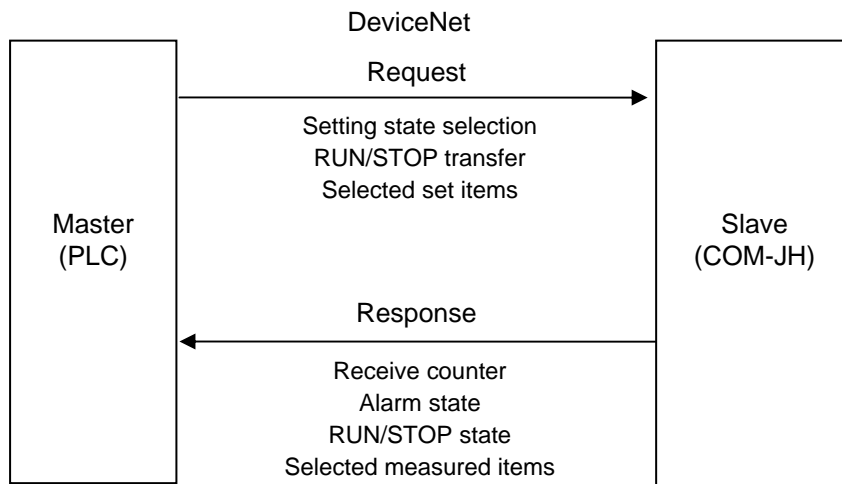 DeviceNet
Request
Setting state selection
RUN/STOP transfer
Selected set items
Master
(PLC)
Slave
(COM-JH)
Response
Receive counter
Alarm state
RUN/STOP state
Selected measured items